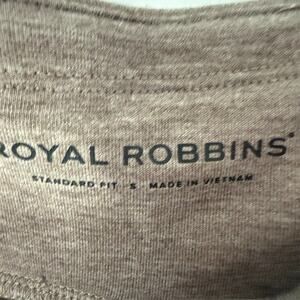 ROYAL ROBBINS®
STANDARD FIT · S · MADE IN VIETNAM